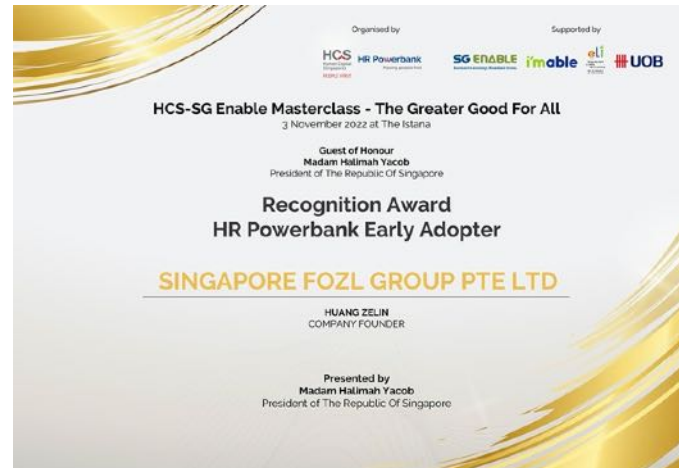 Organised by
Supported by
HCS
HR Powerbank
SG ENABLE
i'mable
eli
UOB
HCS-SG Enable Masterclass - The Greater Good For All
3 November 2022 at The Istana
Guest of Honour
Madam Halimah Yacob
President of The Republic Of Singapore
Recognition Award
HR Powerbank Early Adopter
SINGAPORE FOZL GROUP PTE LTD
HUANG ZELIN
COMPANY FOUNDER
Presented by
Madam Halimah Yacob
President of The Republic Of Singapore